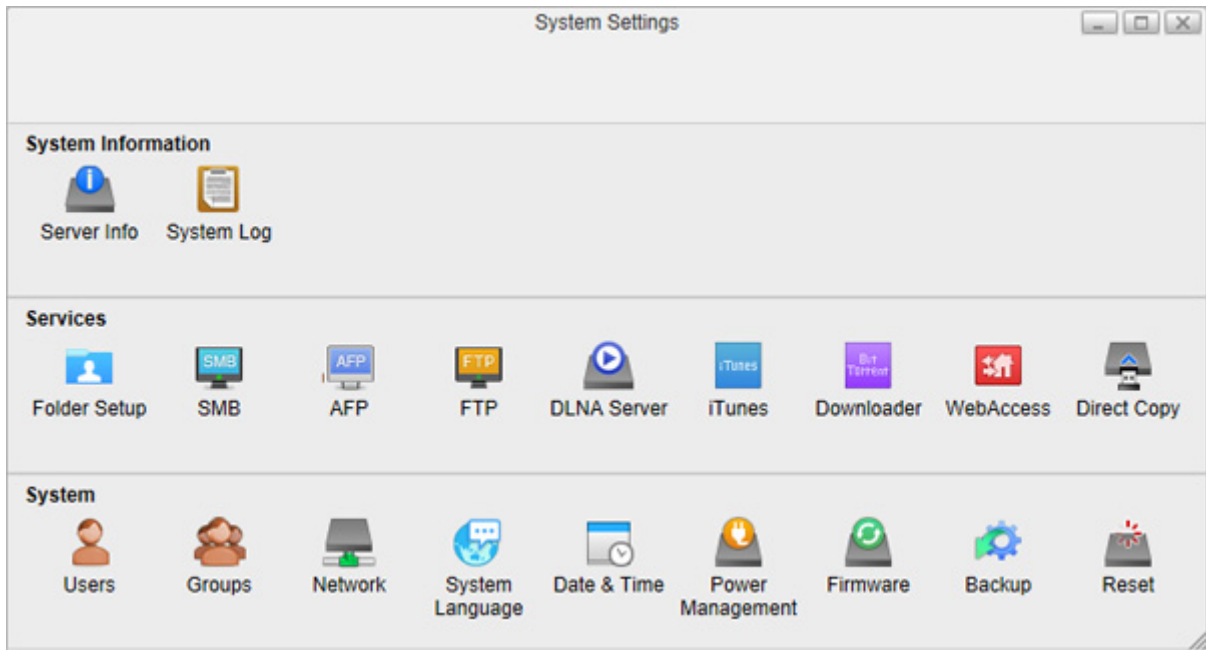 System Settings
System Information
Server Info System Log
Services
SMB AFP FTP iTunes Bit
Torrent
Folder Setup SMB AFP FTP DLNA Server iTunes Downloader WebAccess Direct Copy
System
Users Groups Network System Date & Time Power Firmware Backup Reset
Language Management